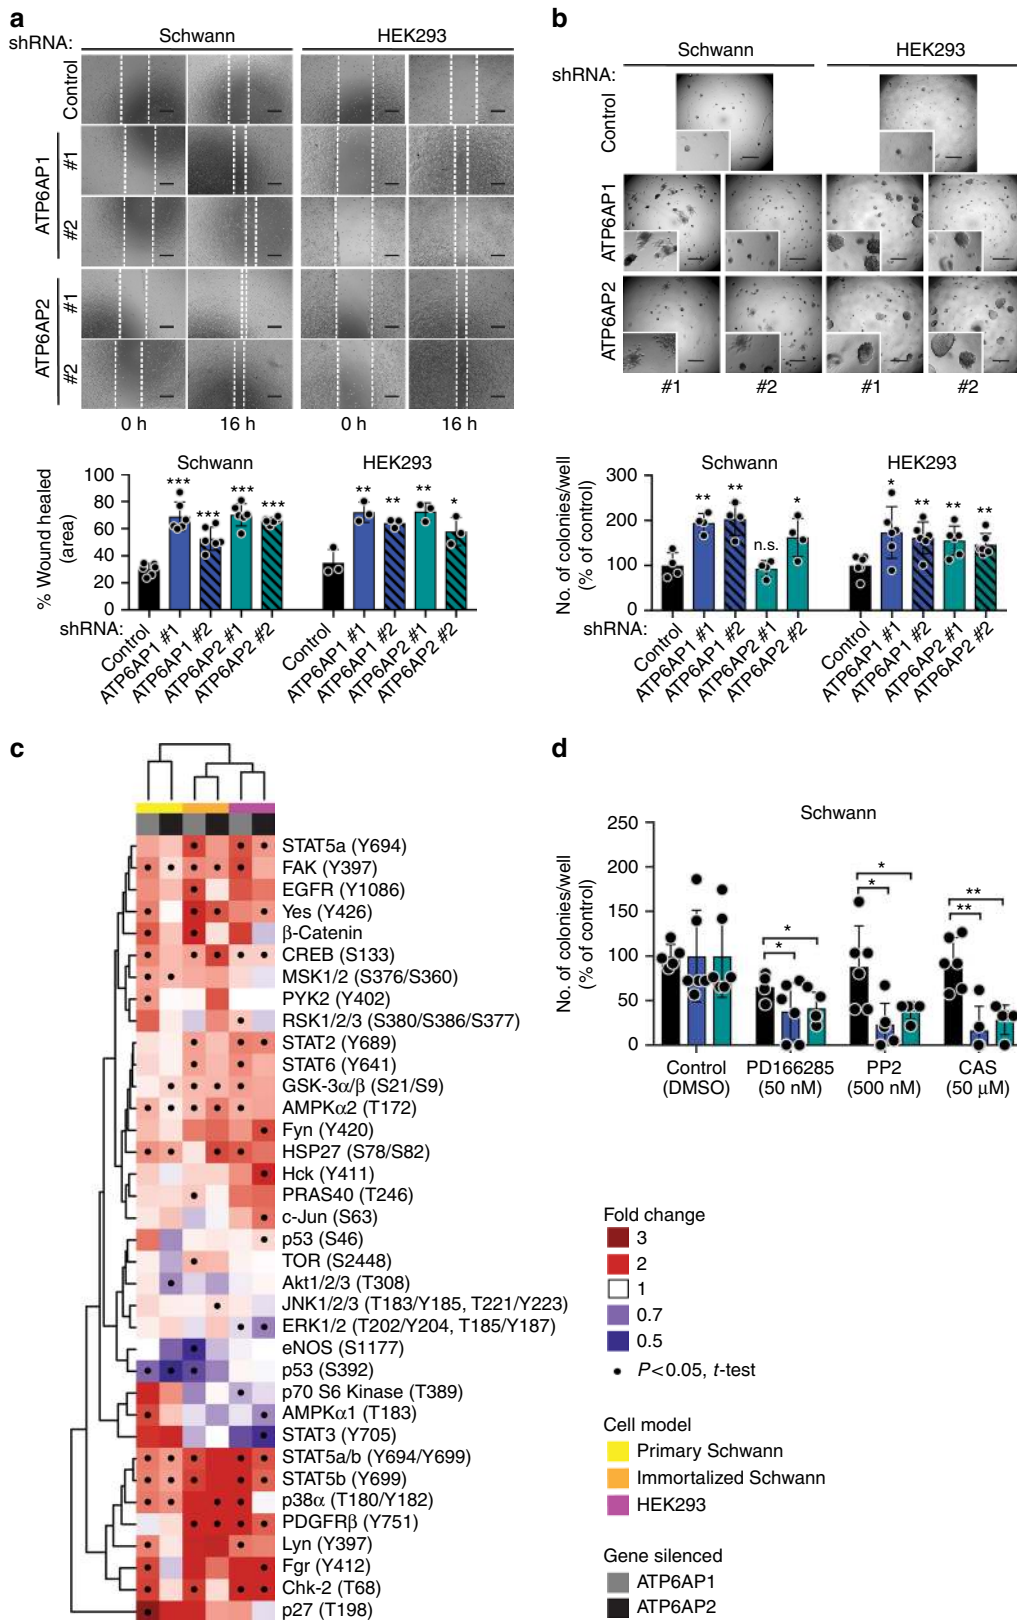 a
shRNA:
Schwann
HEK293
Control
ATP6AP1
#1
#2
ATP6AP2
#1
#2
0 h
16 h
0 h
16 h
% Wound healed
(area)
100
80
60
40
20
0
Schwann
HEK293
***
***
***
***
**
**
**
*
shRNA:
Control
ATP6AP1 #1
ATP6AP1 #2
ATP6AP2 #1
ATP6AP2 #2
Control
ATP6AP1 #1
ATP6AP1 #2
ATP6AP2 #1
ATP6AP2 #2
b
Schwann
HEK293
shRNA:
Control
ATP6AP1
ATP6AP2
#1
#2
#1
#2
No. of colonies/well
(% of control)
300
200
100
0
Schwann
HEK293
**
**
n.s.
*
*
**
**
**
shRNA:
Control
ATP6AP1 #1
ATP6AP1 #2
ATP6AP2 #1
ATP6AP2 #2
Control
ATP6AP1 #1
ATP6AP1 #2
ATP6AP2 #1
ATP6AP2 #2
c
STAT5a (Y694)
FAK (Y397)
EGFR (Y1086)
Yes (Y426)
β-Catenin
CREB (S133)
MSK1/2 (S376/S360)
PYK2 (Y402)
RSK1/2/3 (S380/S386/S377)
STAT2 (Y689)
STAT6 (Y641)
GSK-3α/β (S21/S9)
AMPKα2 (T172)
Fyn (Y420)
HSP27 (S78/S82)
Hck (Y411)
PRAS40 (T246)
c-Jun (S63)
p53 (S46)
TOR (S2448)
Akt1/2/3 (T308)
JNK1/2/3 (T183/Y185, T221/Y223)
ERK1/2 (T202/Y204, T185/Y187)
eNOS (S1177)
p53 (S392)
p70 S6 Kinase (T389)
AMPKα1 (T183)
STAT3 (Y705)
STAT5a/b (Y694/Y699)
STAT5b (Y699)
p38α (T180/Y182)
PDGFRβ (Y751)
Lyn (Y397)
Fgr (Y412)
Chk-2 (T68)
p27 (T198)
d
Schwann
No. of colonies/well
(% of control)
250
200
150
100
50
0
*
*
*
*
**
**
Control
(DMSO)
PD166285
(50 nM)
PP2
(500 nM)
CAS
(50 μM)
Fold change
3
2
1
0.7
0.5
• P<0.05, t-test
Cell model
Primary Schwann
Immortalized Schwann
HEK293
Gene silenced
ATP6AP1
ATP6AP2